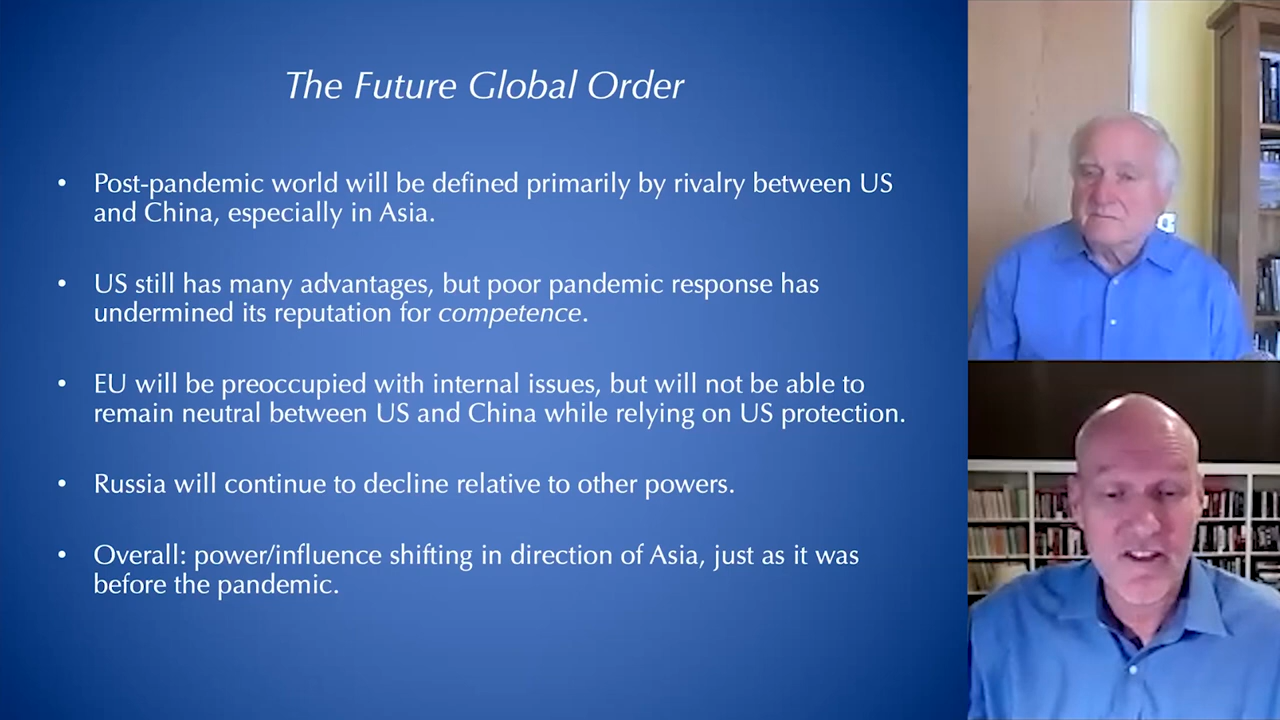 The Future Global Order
• Post-pandemic world will be defined primarily by rivalry between US
and China, especially in Asia.
• US still has many advantages, but poor pandemic response has
undermined its reputation for competence.
• EU will be preoccupied with internal issues, but will not be able to
remain neutral between US and China while relying on US protection.
• Russia will continue to decline relative to other powers.
• Overall: power/influence shifting in direction of Asia, just as it was
before the pandemic.